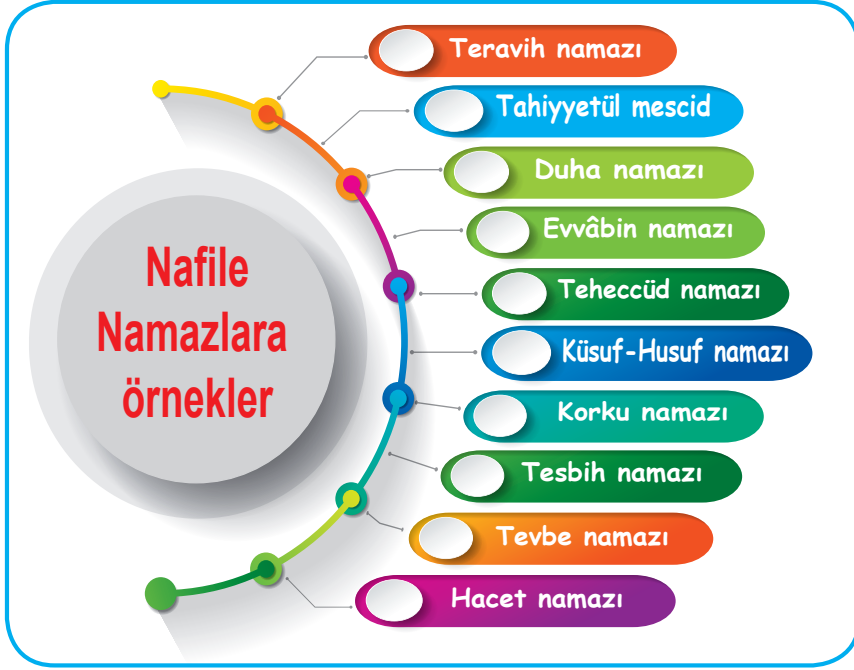 Nafile
Namazlara
örnekler
Teravih namazı
Tahiyyetül mescid
Duha namazı
Evvâbin namazı
Teheccüd namazı
Küsuf-Husuf namazı
Korku namazı
Tesbih namazı
Tevbe namazı
Hacet namazı